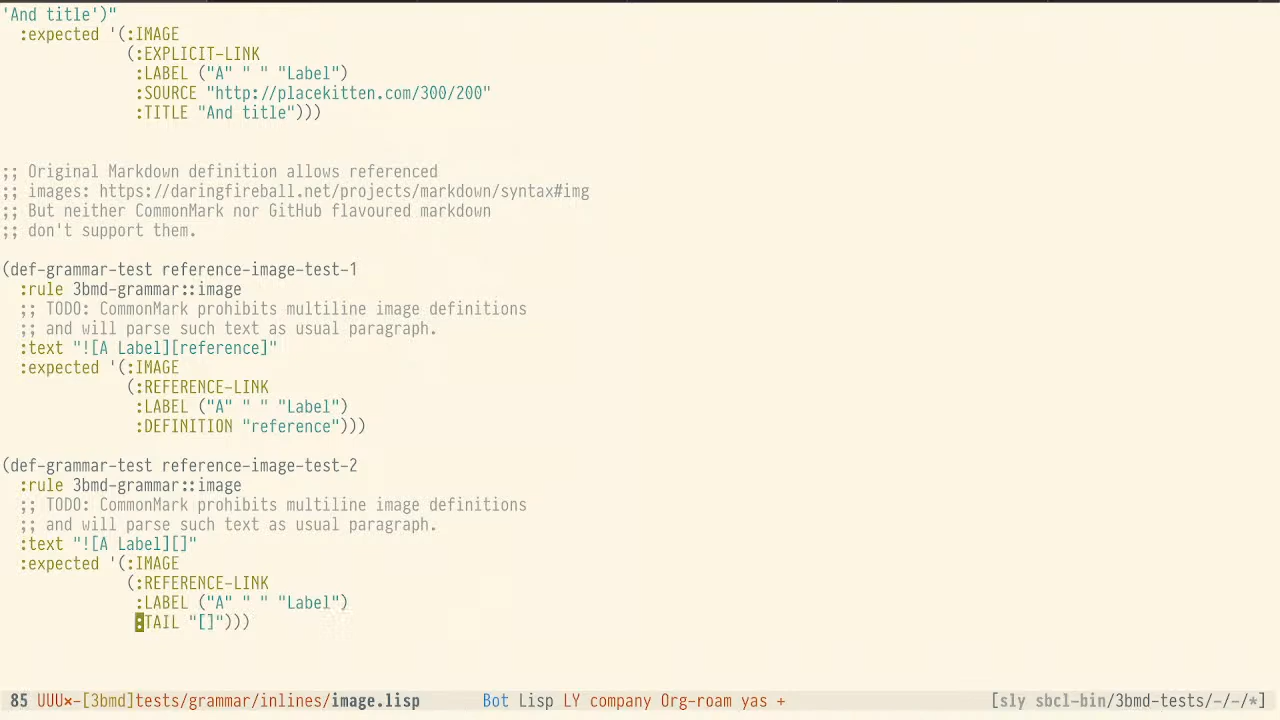 'And title')"
:expected '(:IMAGE
(:EXPLICIT-LINK
:LABEL ("A" " " "Label")
:SOURCE "http://placekitten.com/300/200"
:TITLE "And title")))
;; Original Markdown definition allows referenced
;; images: https://daringfireball.net/projects/markdown/syntax#img
;; But neither CommonMark nor GitHub flavoured markdown
;; don't support them.
(def-grammar-test reference-image-test-1
:rule 3bmd-grammar::image
;; TODO: CommonMark prohibits multiline image definitions
;; and will parse such text as usual paragraph.
:text "![A Label][reference]"
:expected '(:IMAGE
(:REFERENCE-LINK
:LABEL ("A" " " "Label")
:DEFINITION "reference")))
(def-grammar-test reference-image-test-2
:rule 3bmd-grammar::image
;; TODO: CommonMark prohibits multiline image definitions
;; and will parse such text as usual paragraph.
:text "![A Label][]"
:expected '(:IMAGE
(:REFERENCE-LINK
:LABEL ("A" " " "Label")
:TAIL "[]")))
85 UUU×-[3bmd]tests/grammar/inlines/image.lisp Bot Lisp LY company Org-roam yas + [sly sbcl-bin/3bmd-tests/-/-/*]